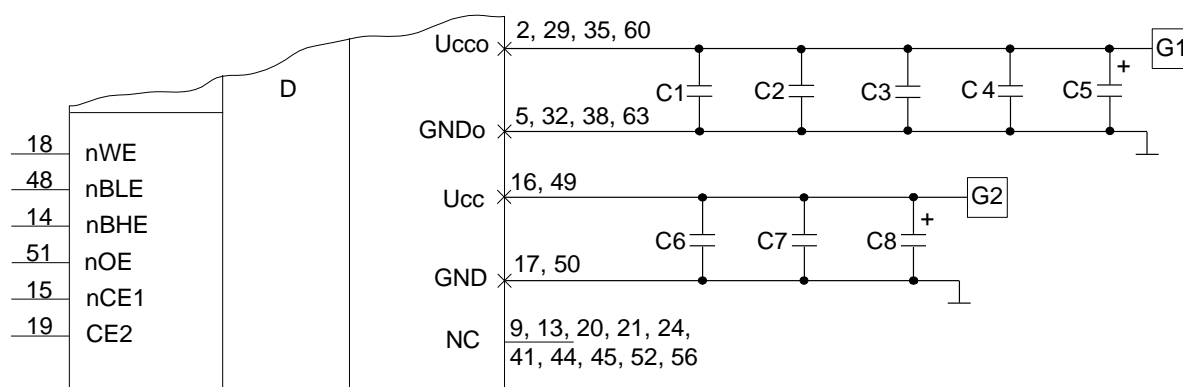 Ucco
2, 29, 35, 60
G1
D
C1
C2
C3
C4
C5
+
GNDo
5, 32, 38, 63
18
nWE
48
nBLE
14
nBHE
51
nOE
15
nCE1
19
CE2
Ucc
16, 49
G2
C6
C7
C8
+
GND
17, 50
NC
9, 13, 20, 21, 24,
41, 44, 45, 52, 56